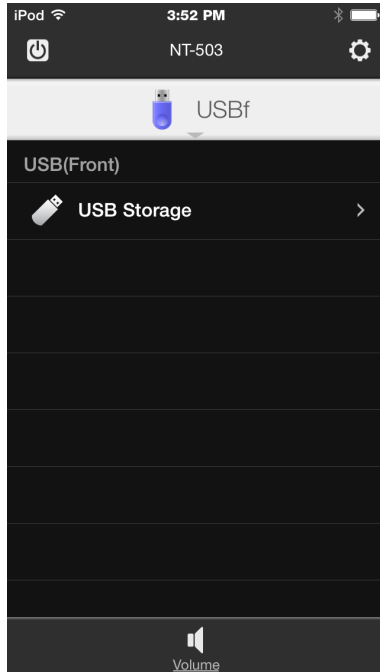 iPod 3:52 PM
NT-503
USBf
USB(Front)
USB Storage
Volume